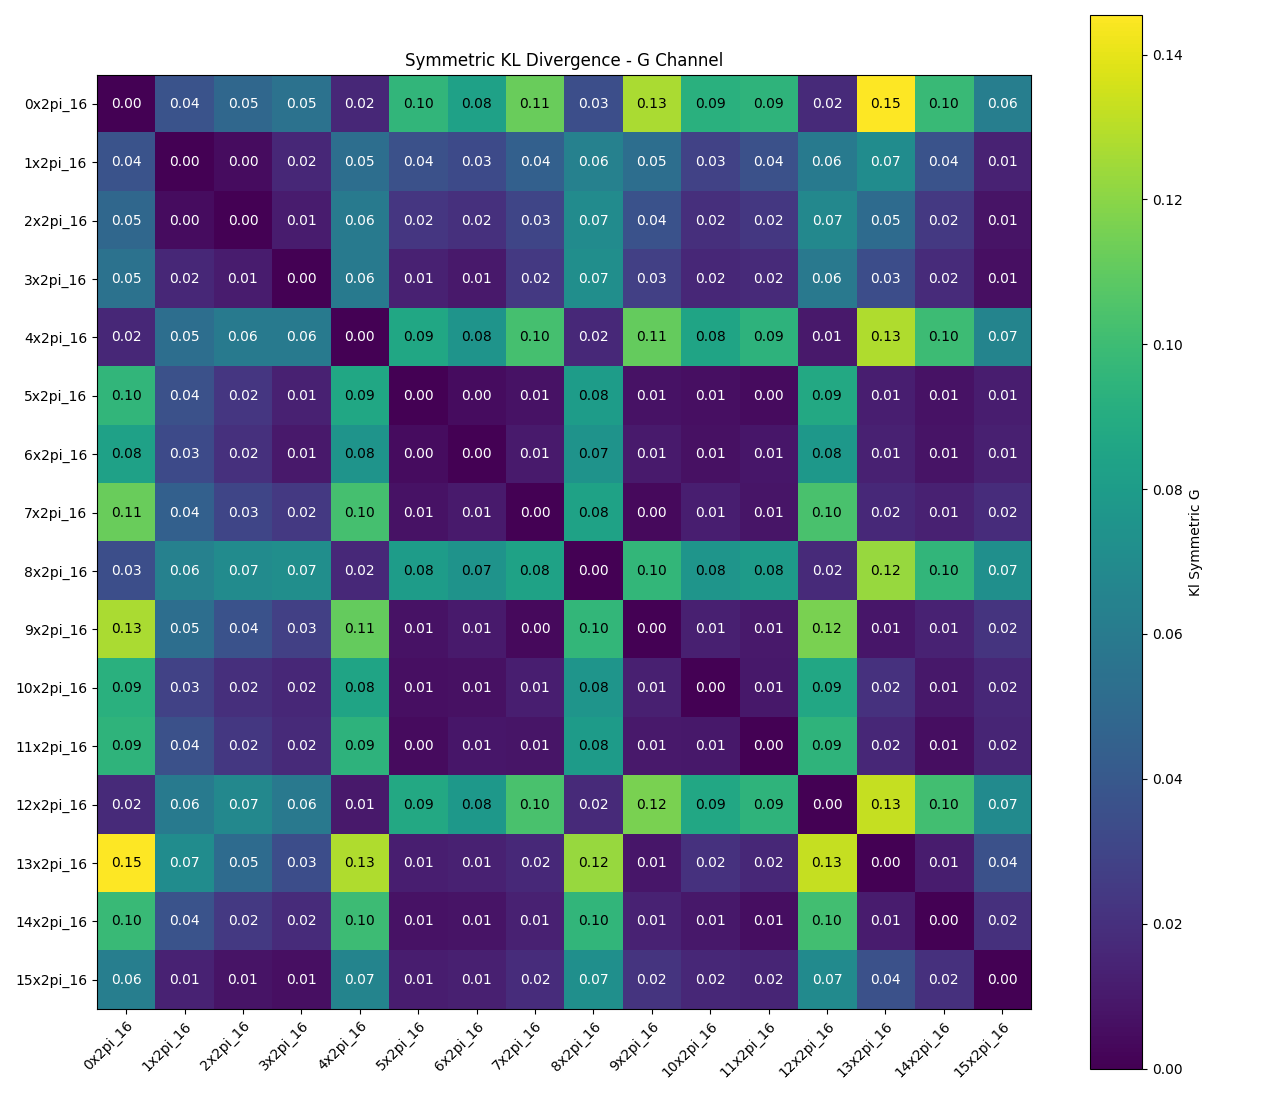 Symmetric KL Divergence - G Channel
0x2pi_16 0.00 0.04 0.05 0.05 0.02 0.10 0.08 0.11 0.03 0.13 0.09 0.09 0.02 0.15 0.10 0.06
1x2pi_16 0.04 0.00 0.00 0.02 0.05 0.04 0.03 0.04 0.06 0.05 0.03 0.04 0.06 0.07 0.04 0.01
2x2pi_16 0.05 0.00 0.00 0.01 0.06 0.02 0.02 0.03 0.07 0.04 0.02 0.02 0.07 0.05 0.02 0.01
3x2pi_16 0.05 0.02 0.01 0.00 0.06 0.01 0.01 0.02 0.07 0.03 0.02 0.02 0.06 0.03 0.02 0.01
4x2pi_16 0.02 0.05 0.06 0.06 0.00 0.09 0.08 0.10 0.02 0.11 0.08 0.09 0.01 0.13 0.10 0.07
5x2pi_16 0.10 0.04 0.02 0.01 0.09 0.00 0.00 0.01 0.08 0.01 0.01 0.00 0.09 0.01 0.01 0.01
6x2pi_16 0.08 0.03 0.02 0.01 0.08 0.00 0.00 0.01 0.07 0.01 0.01 0.01 0.08 0.01 0.01 0.01
7x2pi_16 0.11 0.04 0.03 0.02 0.10 0.01 0.01 0.00 0.08 0.00 0.01 0.01 0.10 0.02 0.01 0.02
8x2pi_16 0.03 0.06 0.07 0.07 0.02 0.08 0.07 0.08 0.00 0.10 0.08 0.08 0.02 0.12 0.10 0.07
9x2pi_16 0.13 0.05 0.04 0.03 0.11 0.01 0.01 0.00 0.10 0.00 0.01 0.01 0.12 0.01 0.01 0.02
10x2pi_16 0.09 0.03 0.02 0.02 0.08 0.01 0.01 0.01 0.08 0.01 0.00 0.01 0.09 0.02 0.01 0.02
11x2pi_16 0.09 0.04 0.02 0.02 0.09 0.00 0.01 0.01 0.08 0.01 0.01 0.00 0.09 0.02 0.01 0.02
12x2pi_16 0.02 0.06 0.07 0.06 0.01 0.09 0.08 0.10 0.02 0.12 0.09 0.09 0.00 0.13 0.10 0.07
13x2pi_16 0.15 0.07 0.05 0.03 0.13 0.01 0.01 0.02 0.12 0.01 0.02 0.02 0.13 0.00 0.01 0.04
14x2pi_16 0.10 0.04 0.02 0.02 0.10 0.01 0.01 0.01 0.10 0.01 0.01 0.01 0.10 0.01 0.00 0.02
15x2pi_16 0.06 0.01 0.01 0.01 0.07 0.01 0.01 0.02 0.07 0.02 0.02 0.02 0.07 0.04 0.02 0.00
0x2pi_16 1x2pi_16 2x2pi_16 3x2pi_16 4x2pi_16 5x2pi_16 6x2pi_16 7x2pi_16 8x2pi_16 9x2pi_16 10x2pi_16 11x2pi_16 12x2pi_16 13x2pi_16 14x2pi_16 15x2pi_16
0.14
0.12
0.10
0.08
0.06
0.04
0.02
0.00
Kl Symmetric G